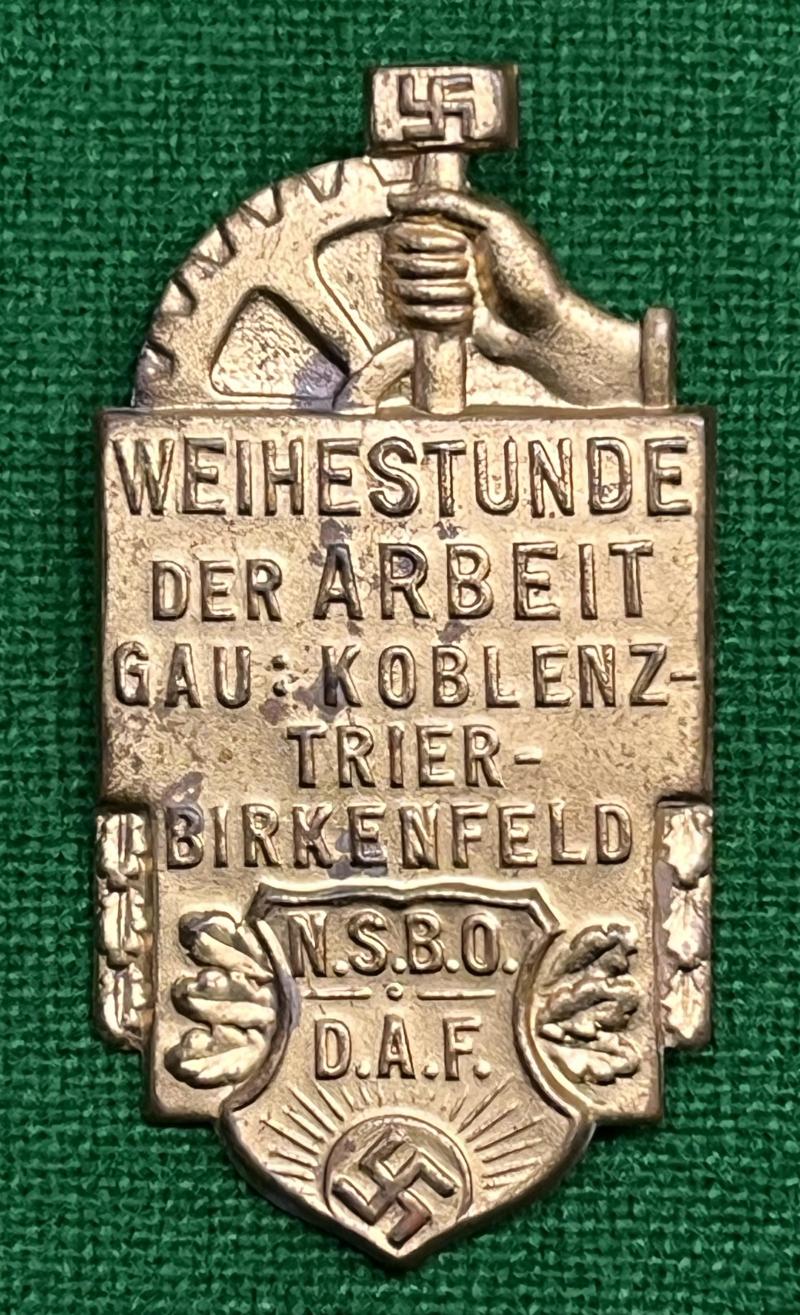 WEIHESTUNDE
DER ARBEIT
GAU: KOBLENZ-
TRIER-
BIRKENFELD
N.S.B.O.
D.A.F.